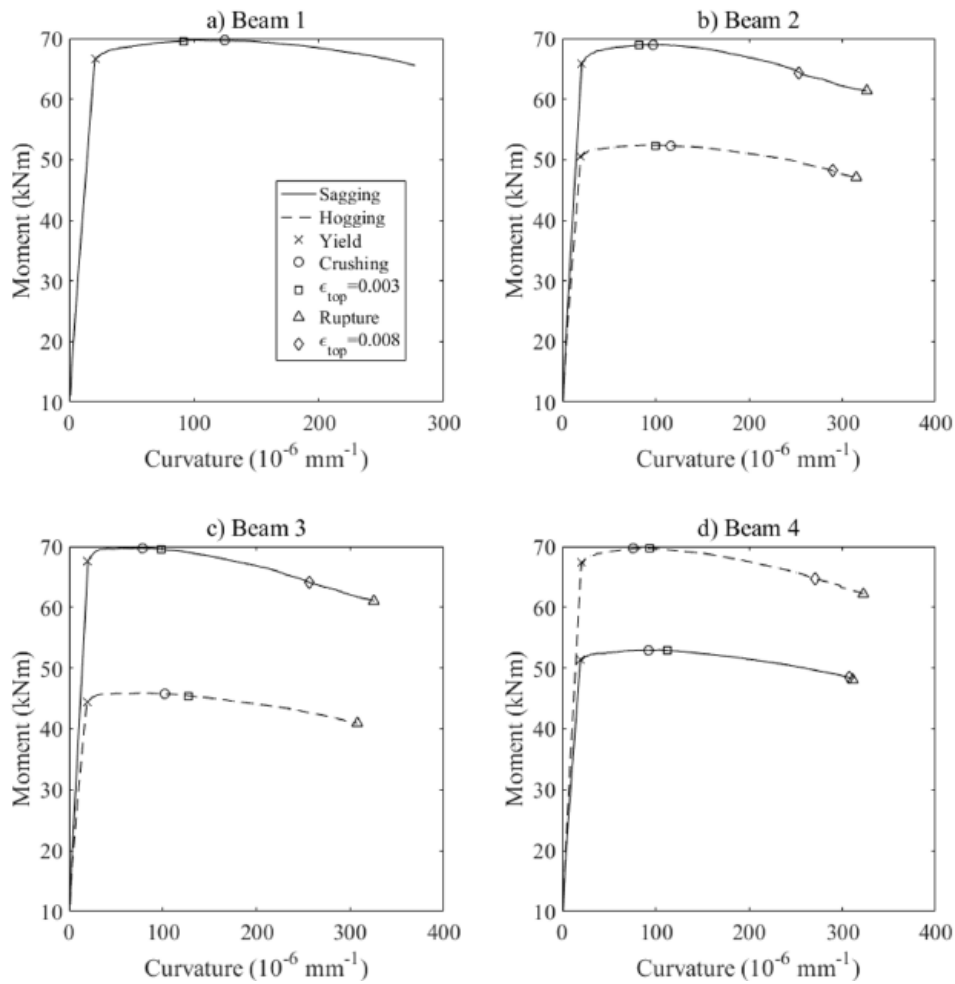 a) Beam 1
70
60
50
40
30
20
10
Moment (kNm)
0 100 200 300
Curvature (10^-6 mm^-1)
Sagging
Hogging
Yield
Crushing
ϵ_top=0.003
Rupture
ϵ_top=0.008
b) Beam 2
70
60
50
40
30
20
10
Moment (kNm)
0 100 200 300 400
Curvature (10^-6 mm^-1)
c) Beam 3
70
60
50
40
30
20
10
Moment (kNm)
0 100 200 300 400
Curvature (10^-6 mm^-1)
d) Beam 4
70
60
50
40
30
20
10
Moment (kNm)
0 100 200 300 400
Curvature (10^-6 mm^-1)